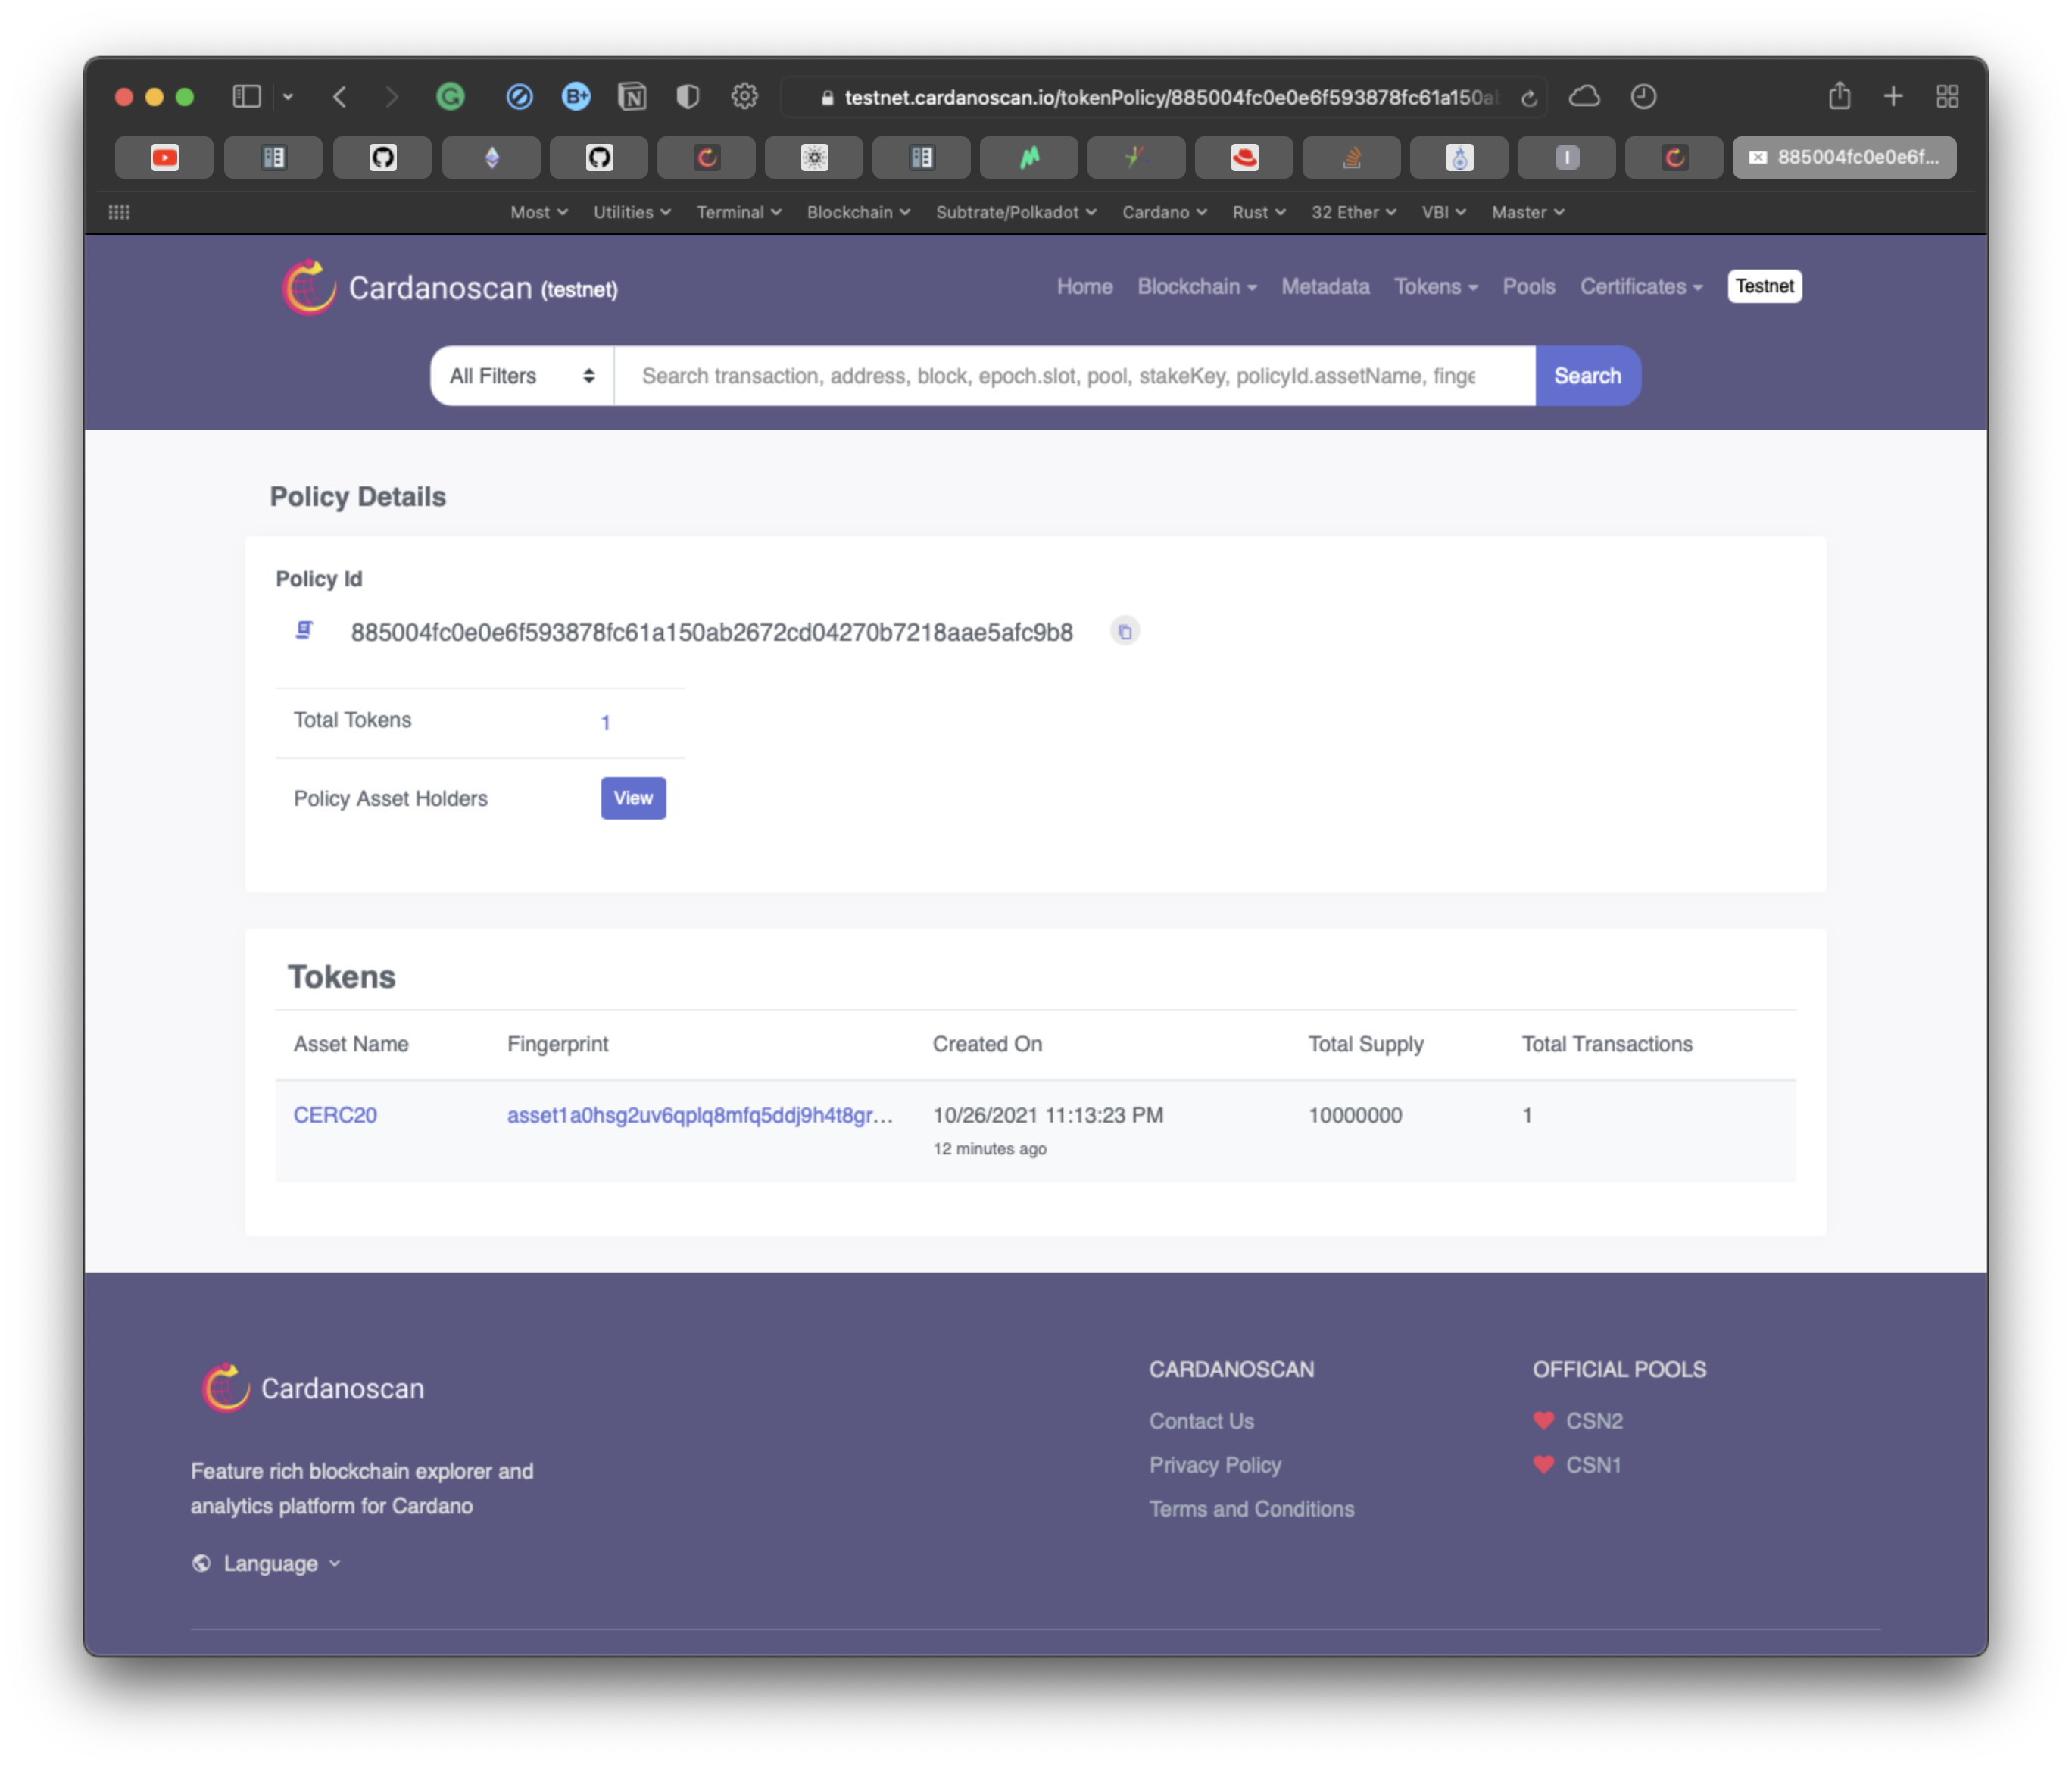 testnet.cardanoscan.io/tokenPolicy/885004fc0e0e6f593878fc61a150a
885004fc0e0e6f...
Most Utilities Terminal Blockchain Subtrate/Polkadot Cardano Rust 32 Ether VBI Master
Cardanoscan (testnet)
Home Blockchain Metadata Tokens Pools Certificates Testnet
All Filters Search transaction, address, block, epoch.slot, pool, stakeKey, policyId.assetName, finge Search
Policy Details
Policy Id
885004fc0e0e6f593878fc61a150ab2672cd04270b7218aae5afc9b8
Total Tokens 1
Policy Asset Holders View
Tokens
Asset Name Fingerprint Created On Total Supply Total Transactions
CERC20 asset1a0hsg2uv6qplq8mfq5ddj9h4t8gr... 10/26/2021 11:13:23 PM 10000000 1
12 minutes ago
Cardanoscan
Feature rich blockchain explorer and
analytics platform for Cardano
Language
CARDANOSCAN
Contact Us
Privacy Policy
Terms and Conditions
OFFICIAL POOLS
CSN2
CSN1